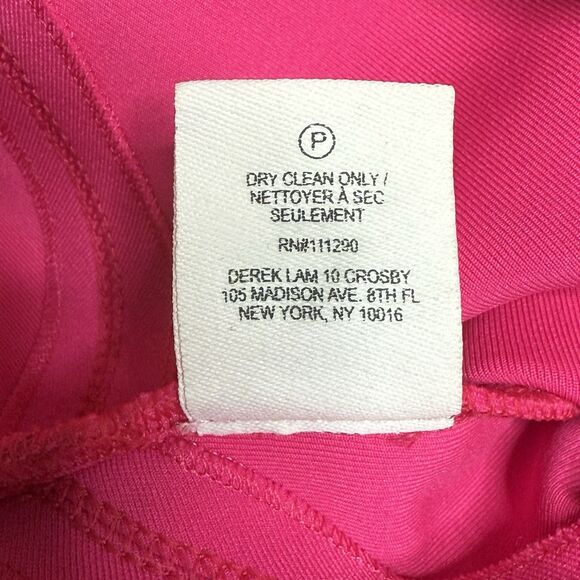 P
DRY CLEAN ONLY /
NETTOYER À SEC
SEULEMENT
RN#111290
DEREK LAM 10 CROSBY
105 MADISON AVE. 8TH FL
NEW YORK, NY 10016